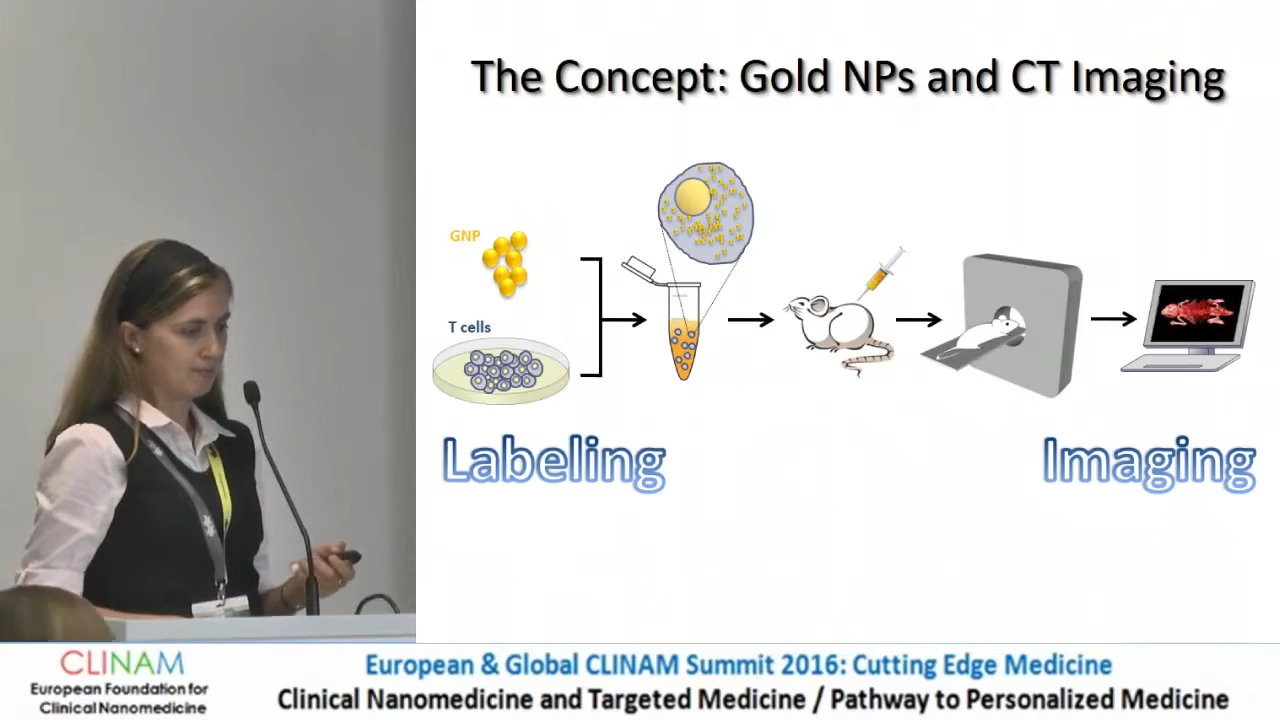 The Concept: Gold NPs and CT Imaging
GNP
T cells
Labeling
Imaging
CLINAM
European Foundation for
Clinical Nanomedicine
European & Global CLINAM Summit 2016: Cutting Edge Medicine
Clinical Nanomedicine and Targeted Medicine / Pathway to Personalized Medicine